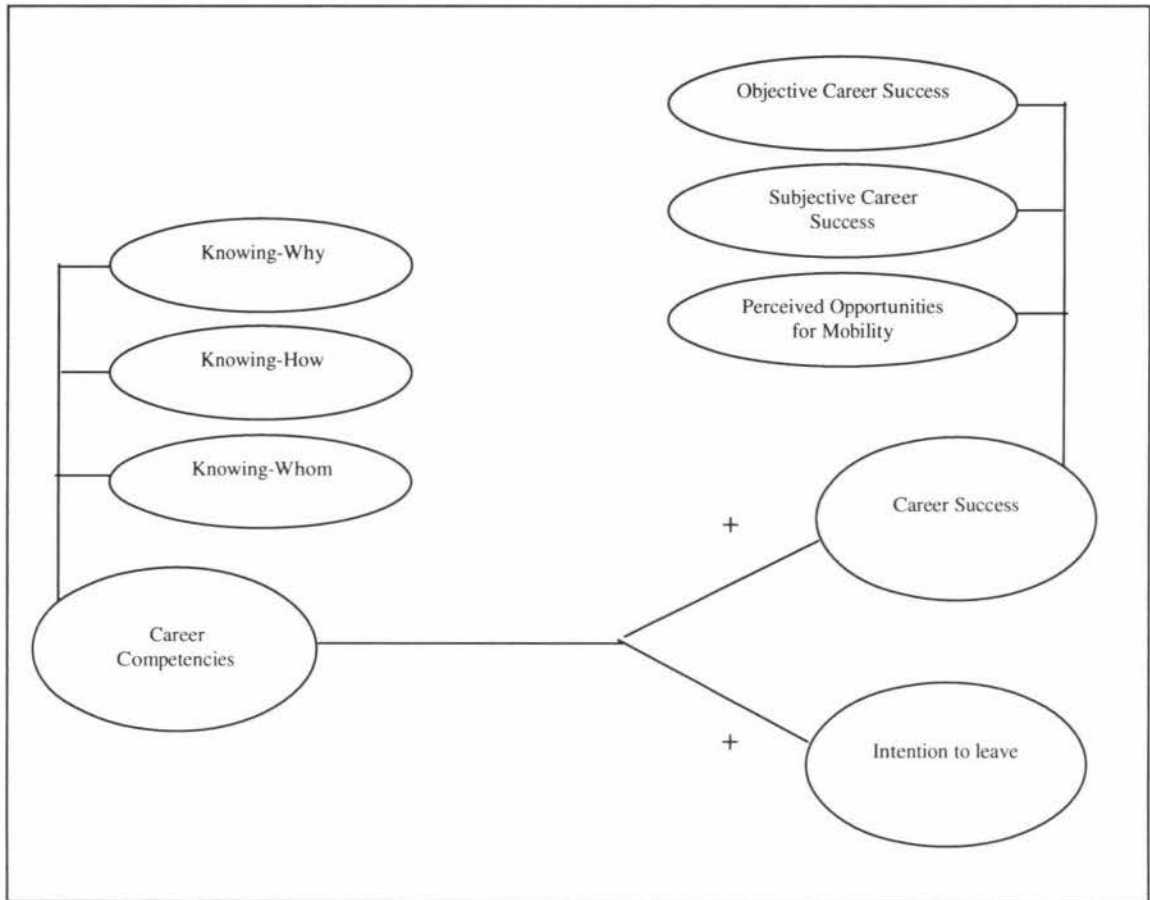 Objective Career Success
Subjective Career
Success
Perceived Opportunities
for Mobility
Knowing-Why
Knowing-How
Knowing-Whom
Career Success
+
Career
Competencies
+
Intention to leave